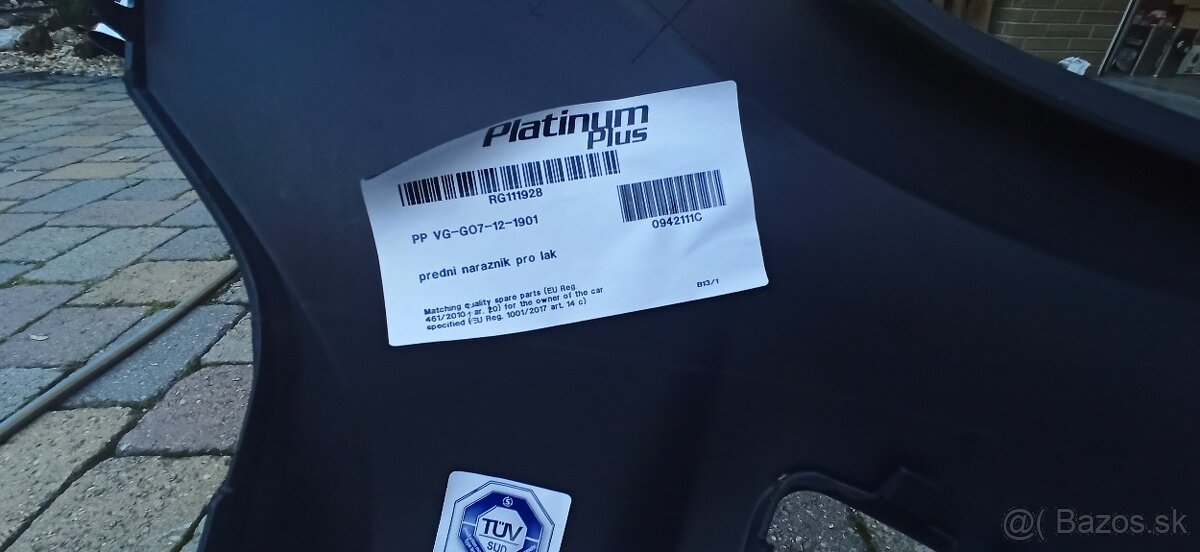 Platinum
Plus
RG111928
0942111C
PP VG-GO7-12-1901
predni naraznik pro lak
Matching quality spare parts (EU Reg.
461/2010 - ar. 20) for the owner of the car
specified (EU Reg. 1001/2017 art. 14 c)
B13/1
TÜV
SUD
@( Bazos.sk